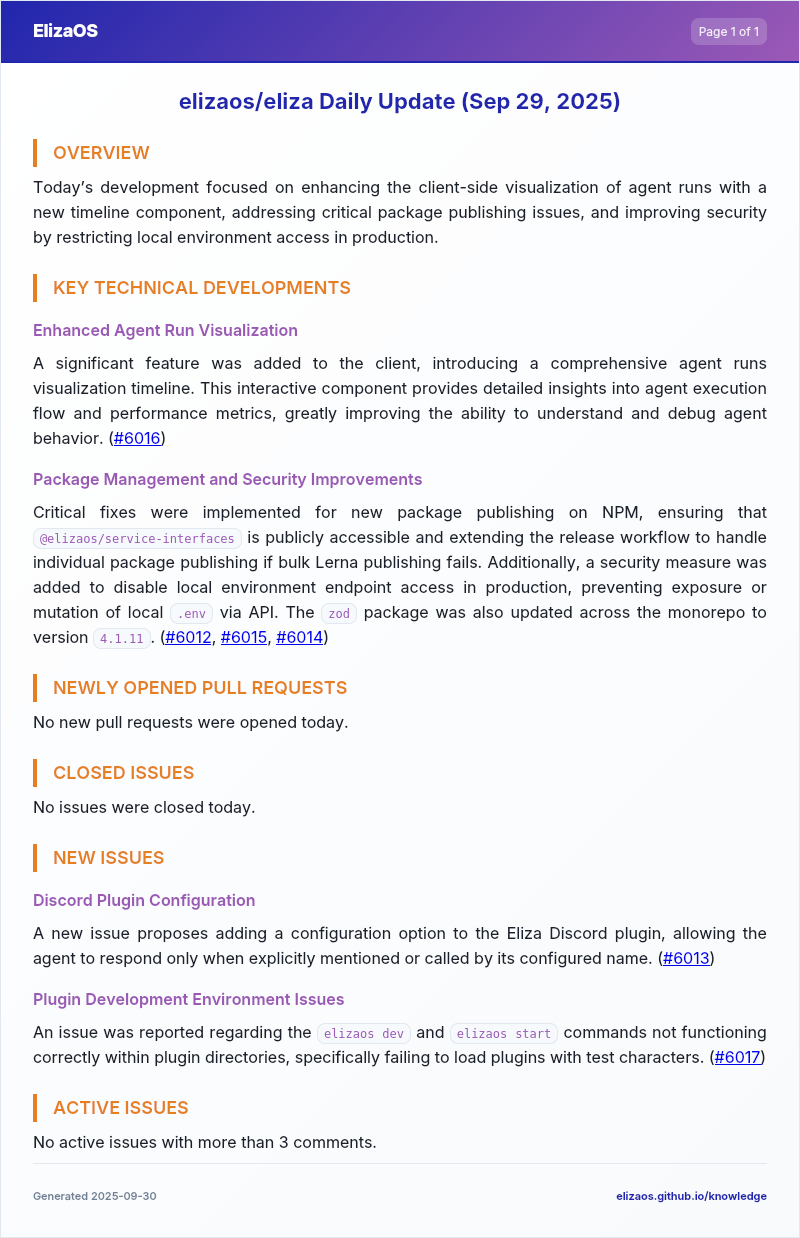 ElizaOS
Page 1 of 1
elizaos/eliza Daily Update (Sep 29, 2025)
OVERVIEW
Today's development focused on enhancing the client-side visualization of agent runs with a
new timeline component, addressing critical package publishing issues, and improving security
by restricting local environment access in production.
KEY TECHNICAL DEVELOPMENTS
Enhanced Agent Run Visualization
A significant feature was added to the client, introducing a comprehensive agent runs
visualization timeline. This interactive component provides detailed insights into agent execution
flow and performance metrics, greatly improving the ability to understand and debug agent
behavior. (#6016)
Package Management and Security Improvements
Critical fixes were implemented for new package publishing on NPM, ensuring that
@elizaos/service-interfaces is publicly accessible and extending the release workflow to handle
individual package publishing if bulk Lerna publishing fails. Additionally, a security measure was
added to disable local environment endpoint access in production, preventing exposure or
mutation of local .env via API. The zod package was also updated across the monorepo to
version 4.1.11. (#6012, #6015, #6014)
NEWLY OPENED PULL REQUESTS
No new pull requests were opened today.
CLOSED ISSUES
No issues were closed today.
NEW ISSUES
Discord Plugin Configuration
A new issue proposes adding a configuration option to the Eliza Discord plugin, allowing the
agent to respond only when explicitly mentioned or called by its configured name. (#6013)
Plugin Development Environment Issues
An issue was reported regarding the elizaos dev and elizaos start commands not functioning
correctly within plugin directories, specifically failing to load plugins with test characters. (#6017)
ACTIVE ISSUES
No active issues with more than 3 comments.
Generated 2025-09-30
elizaos.github.io/knowledge